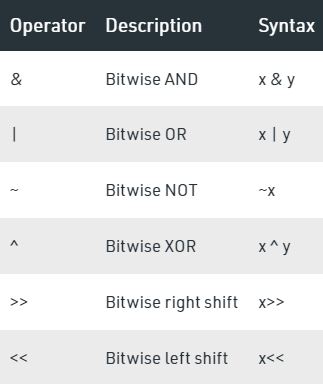 Operator Description Syntax
& Bitwise AND x & y
| Bitwise OR x | y
~ Bitwise NOT ~x
^ Bitwise XOR x ^ y
>> Bitwise right shift x>>
<< Bitwise left shift x<<